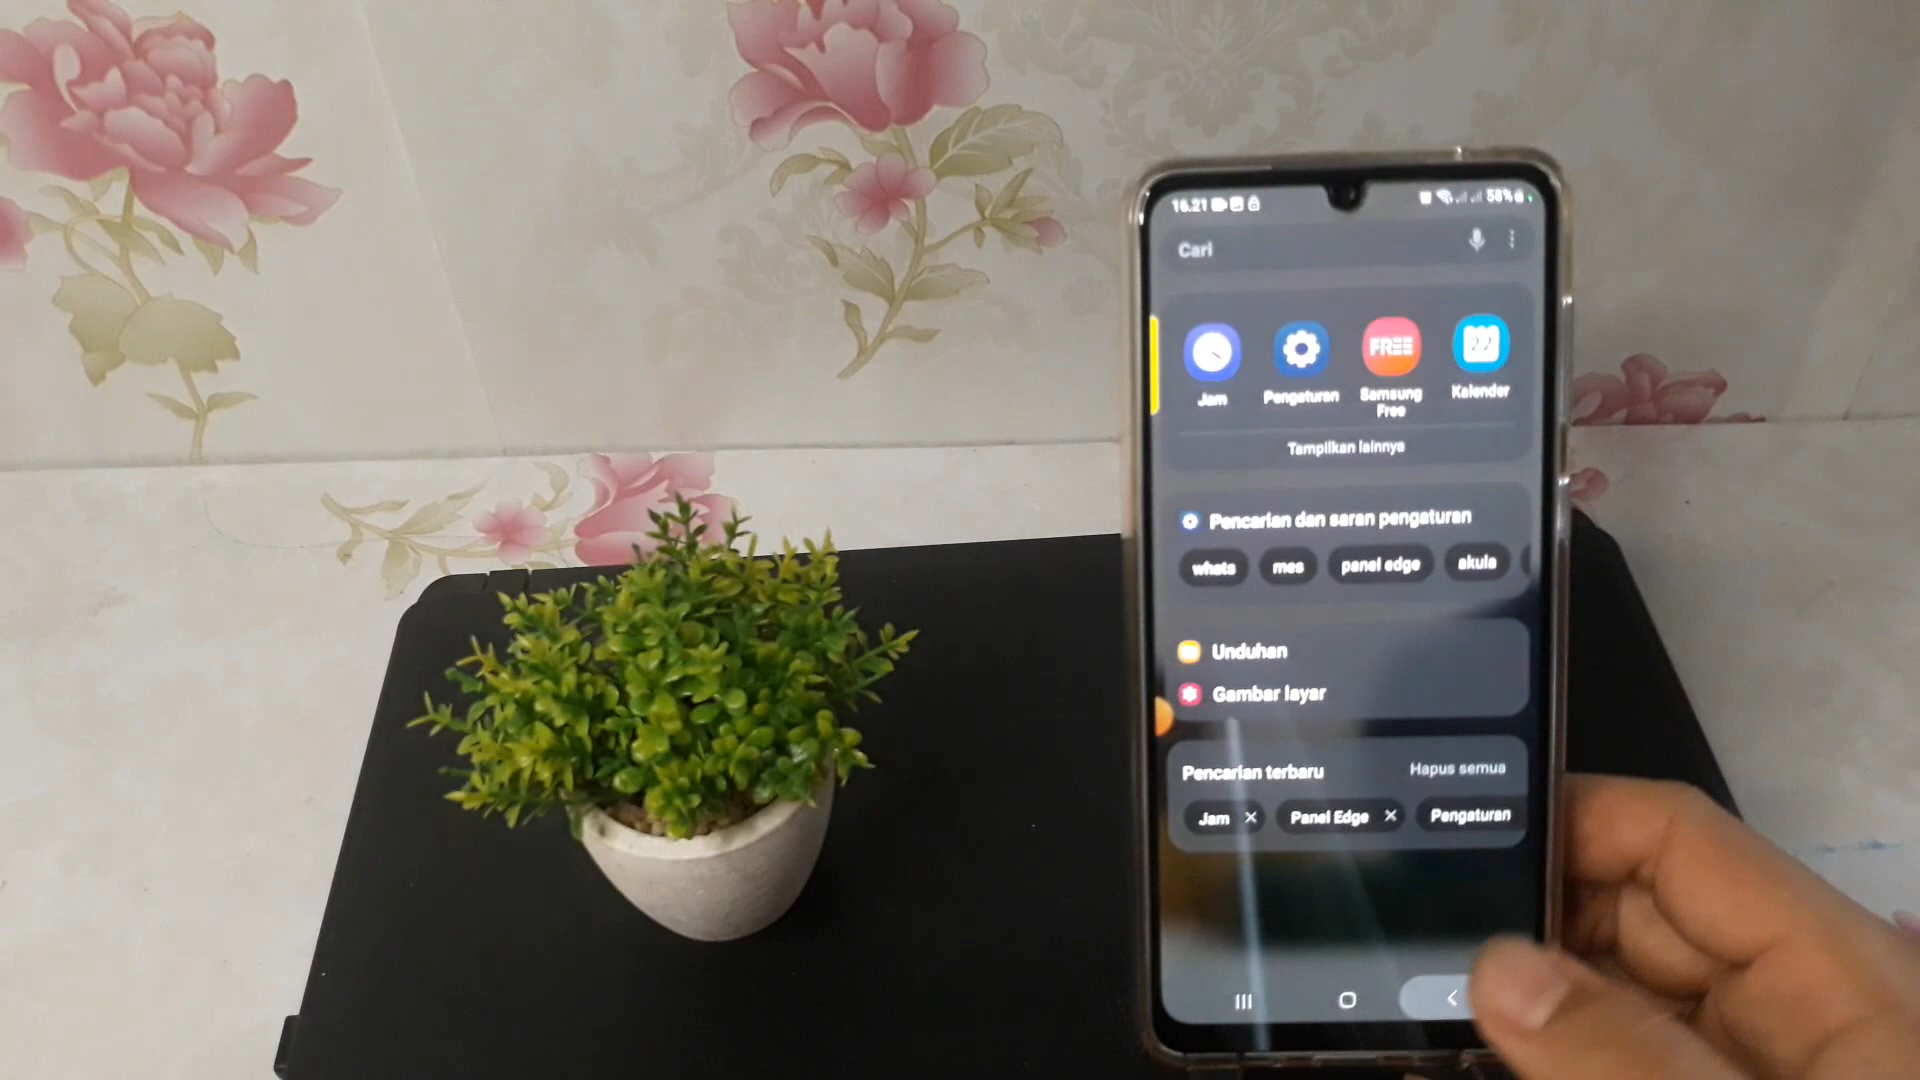 16.21 58%
Cari
FREE 22
Jam Pengaturan Samsung Free Kalender
Tampilkan lainnya
Pencarian dan saran pengaturan
whats mes panel edge akula
Unduhan
Gambar layar
Pencarian terbaru Hapus semua
Jam × Panel Edge × Pengaturan